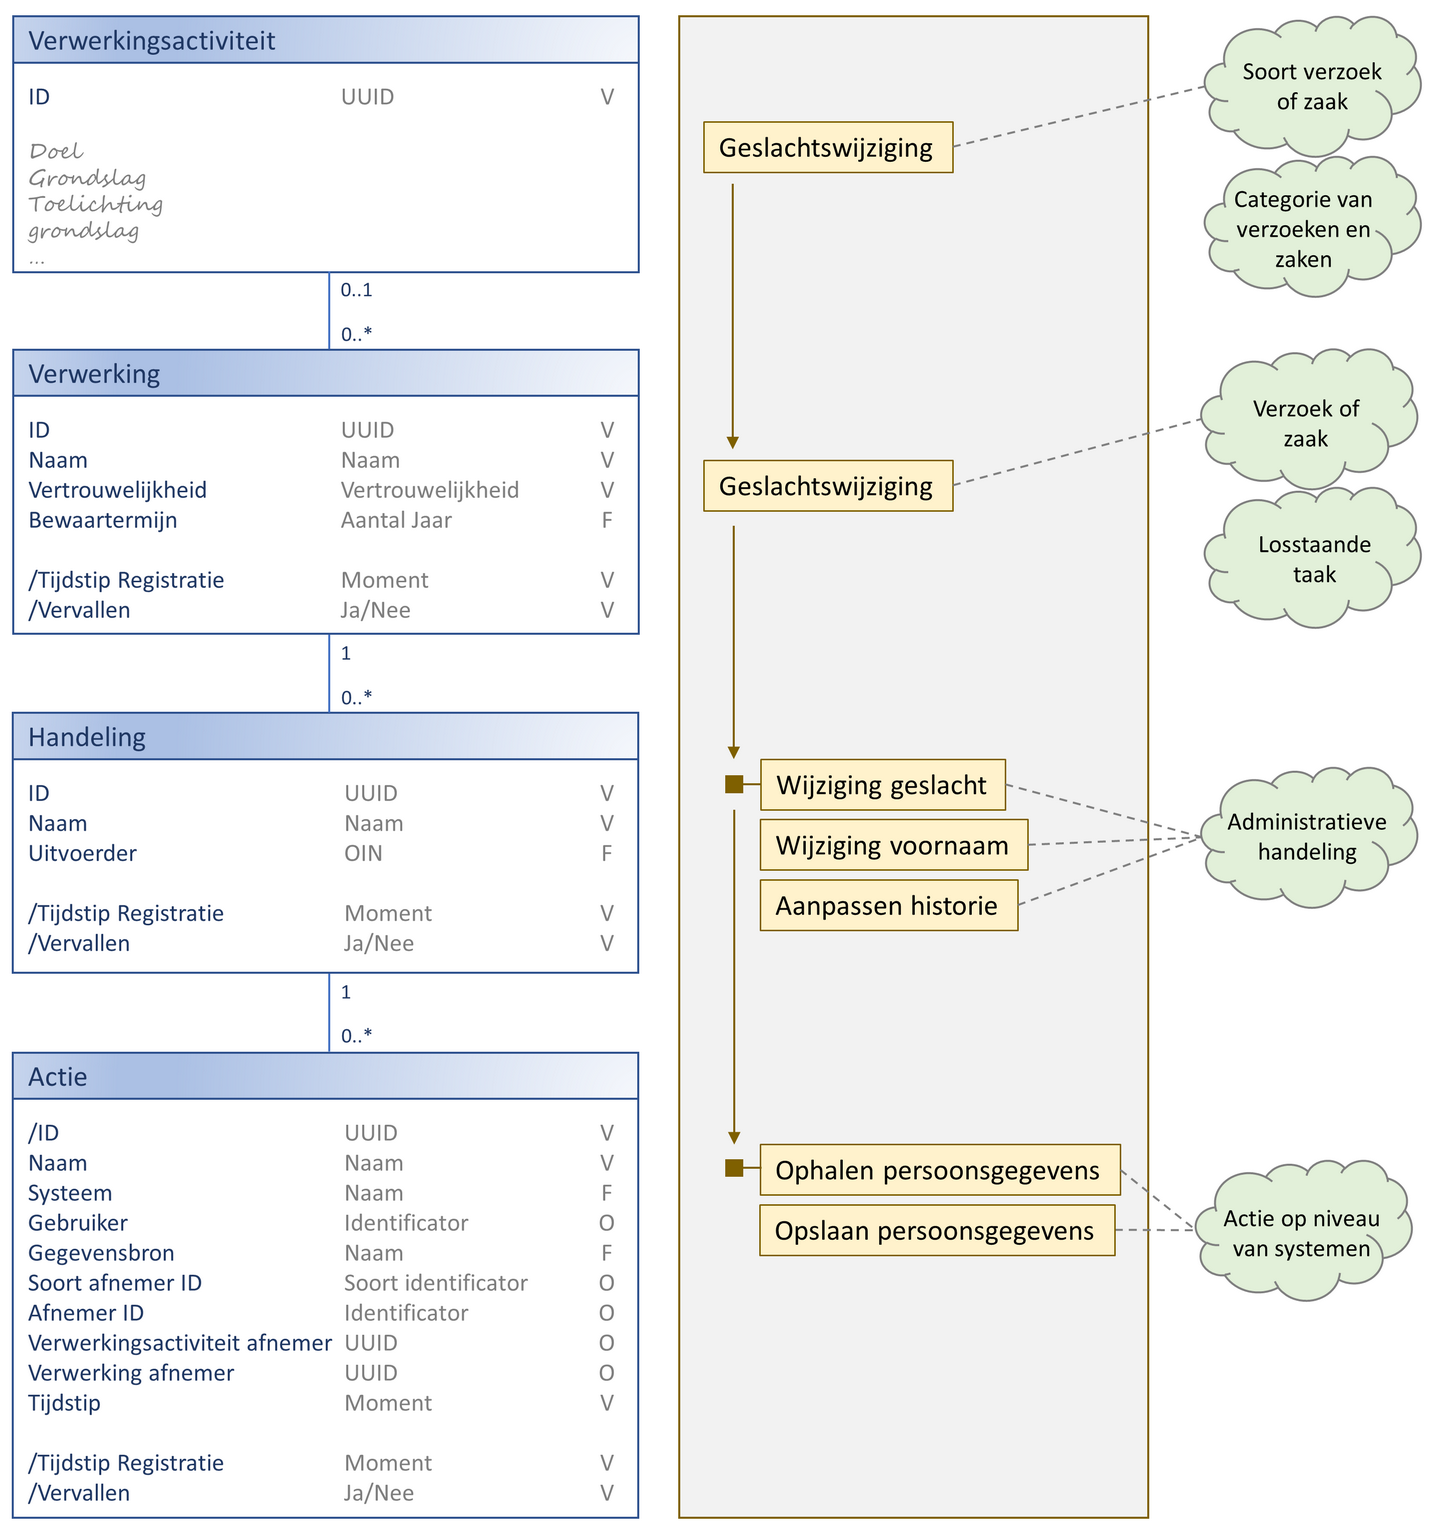 Verwerkingsactiviteit
ID UUID V
Doel
Grondslag
Toelichting
grondslag
...
0..1
0..*
Verwerking
ID UUID V
Naam Naam V
Vertrouwelijkheid Vertrouwelijkheid V
Bewaartermijn Aantal Jaar F
/Tijdstip Registratie Moment V
/Vervallen Ja/Nee V
1
0..*
Handeling
ID UUID V
Naam Naam V
Uitvoerder OIN F
/Tijdstip Registratie Moment V
/Vervallen Ja/Nee V
1
0..*
Actie
/ID UUID V
Naam Naam V
Systeem Naam F
Gebruiker Identificator O
Gegevensbron Naam F
Soort afnemer ID Soort identificator O
Afnemer ID Identificator O
Verwerkingsactiviteit afnemer UUID O
Verwerking afnemer UUID O
Tijdstip Moment V
/Tijdstip Registratie Moment V
/Vervallen Ja/Nee V
Geslachtswijziging
Geslachtswijziging
Wijziging geslacht
Wijziging voornaam
Aanpassen historie
Ophalen persoonsgegevens
Opslaan persoonsgegevens
Soort verzoek
of zaak
Categorie van
verzoeken en
zaken
Verzoek of
zaak
Losstaande
taak
Administratieve
handeling
Actie op niveau
van systemen